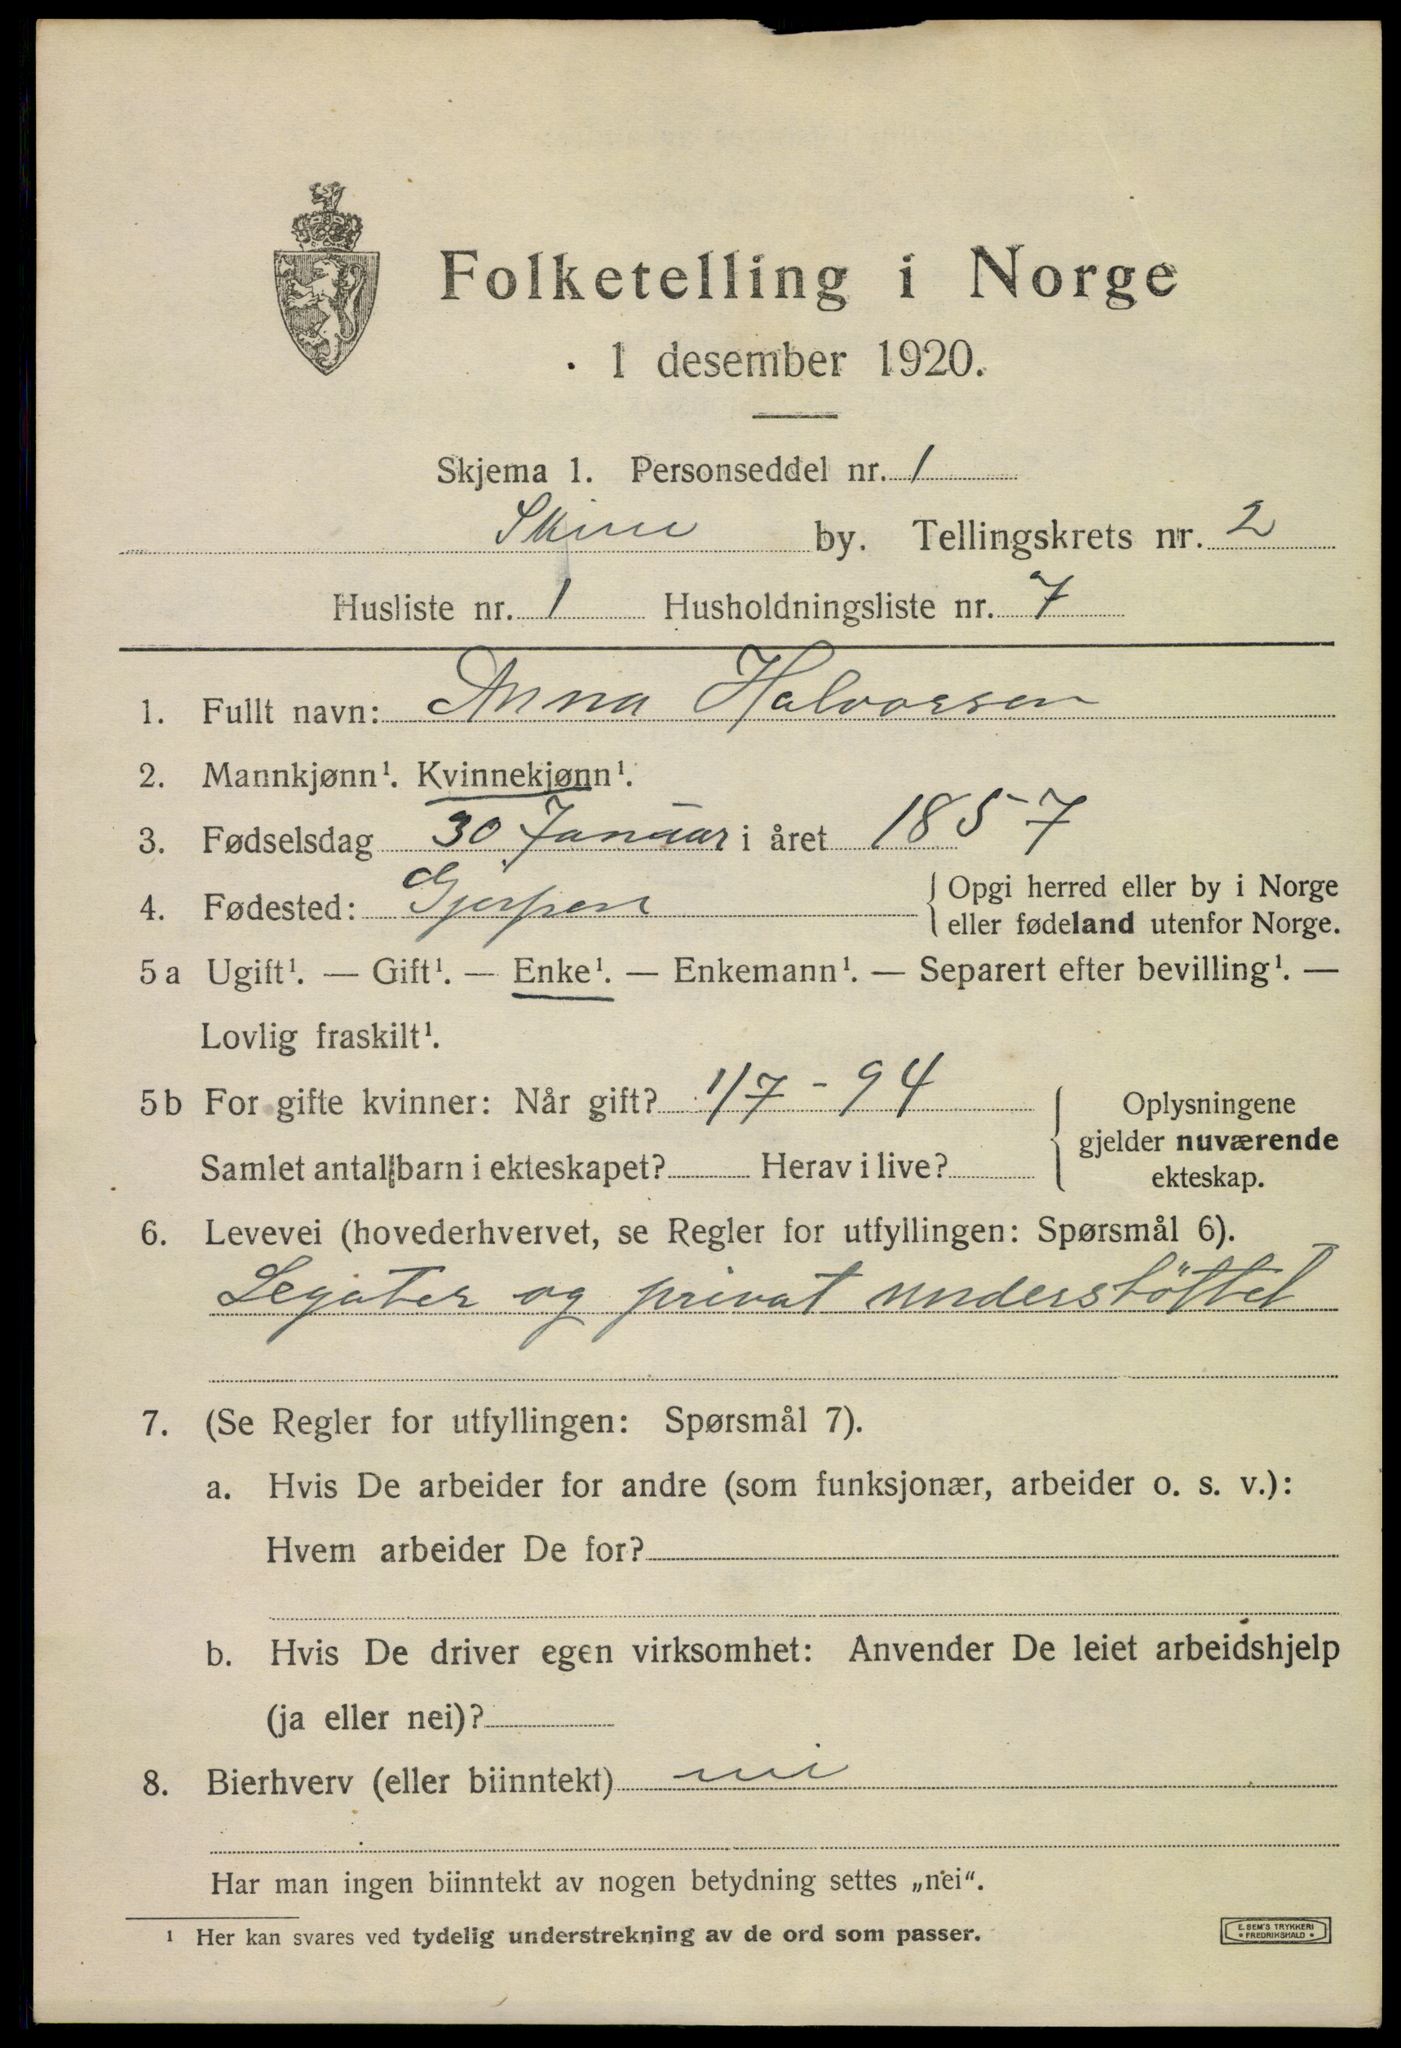 Folketelling i Norge
1 desember 1920.
Skjema 1. Personseddel nr. 1
Skien by. Tellingskrets nr. 2
Husliste nr. 1 Husholdningsliste nr. 7
1. Fullt navn: Anna Halvorsen
2. Mannkjønn¹. Kvinnekjønn¹.
3. Fødselsdag 30 Januar i året 1857
4. Fødested: Gjerpen
{ Opgi herred eller by i Norge
eller fødeland utenfor Norge.
5 a Ugift¹. — Gift¹. — Enke¹. — Enkemann¹. — Separert efter bevilling¹. —
Lovlig fraskilt¹.
5 b For gifte kvinner: Når gift? 1/7 - 94
Samlet antal barn i ekteskapet? Herav i live?
{ Oplysningene
gjelder nuværende
ekteskap.
6. Levevei (hovederhvervet, se Regler for utfyllingen: Spørsmål 6).
Legater og privat understöttet
7. (Se Regler for utfyllingen: Spørsmål 7).
a. Hvis De arbeider for andre (som funksjonær, arbeider o. s. v.):
Hvem arbeider De for?
b. Hvis De driver egen virksomhet: Anvender De leiet arbeidshjelp
(ja eller nei)?
8. Bierhverv (eller biinntekt) nei
Har man ingen biinntekt av nogen betydning settes „nei“.
¹ Her kan svares ved tydelig understrekning av de ord som passer.
E. SEM'S TRYKKERI
* FREDRIKSHALD *